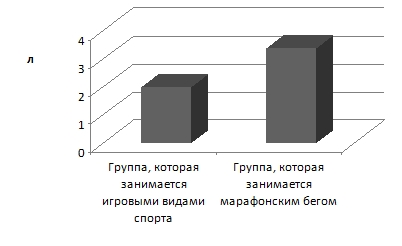 4
3
2
1
0
л
Группа, которая
занимается
игровыми видами
спорта
Группа, которая
занимается
марафонским бегом